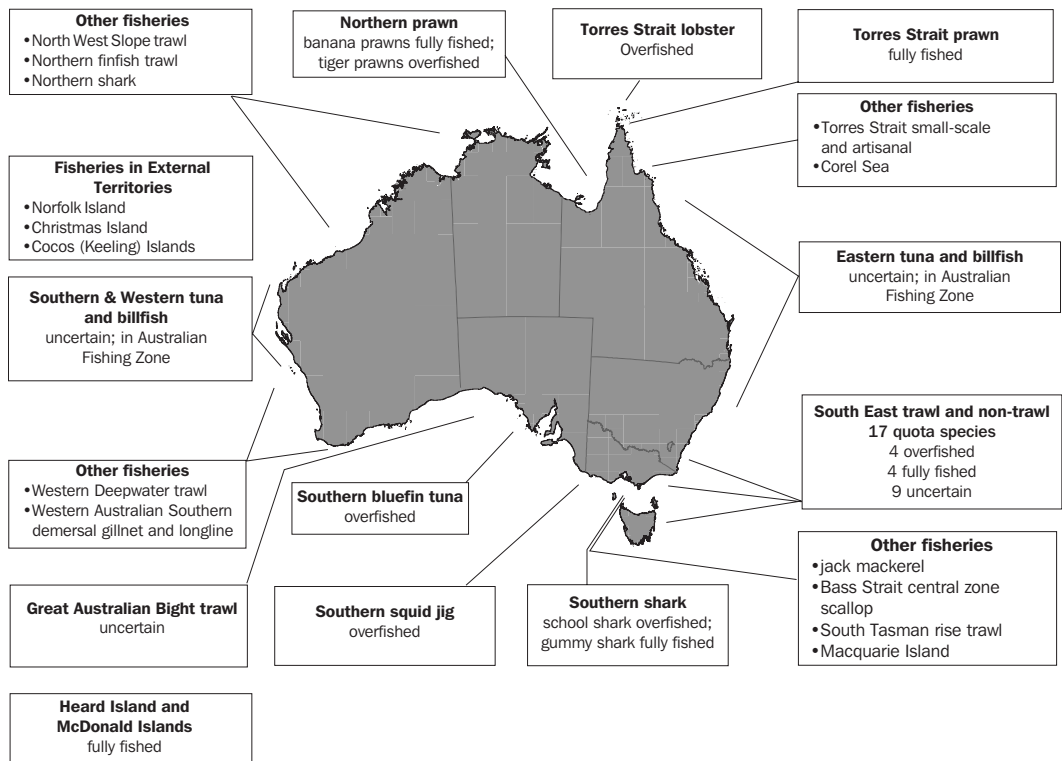 Other fisheries
•North West Slope trawl
•Northern finfish trawl
•Northern shark
Northern prawn
banana prawns fully fished;
tiger prawns overfished
Torres Strait lobster
Overfished
Torres Strait prawn
fully fished
Other fisheries
•Torres Strait small-scale
and artisanal
•Corel Sea
Fisheries in External
Territories
•Norfolk Island
•Christmas Island
•Cocos (Keeling) Islands
Eastern tuna and billfish
uncertain; in Australian
Fishing Zone
Southern & Western tuna
and billfish
uncertain; in Australian
Fishing Zone
South East trawl and non-trawl
17 quota species
4 overfished
4 fully fished
9 uncertain
Other fisheries
•Western Deepwater trawl
•Western Australian Southern
demersal gillnet and longline
Southern bluefin tuna
overfished
Other fisheries
•jack mackerel
•Bass Strait central zone
scallop
•South Tasman rise trawl
•Macquarie Island
Great Australian Bight trawl
uncertain
Southern squid jig
overfished
Southern shark
school shark overfished;
gummy shark fully fished
Heard Island and
McDonald Islands
fully fished